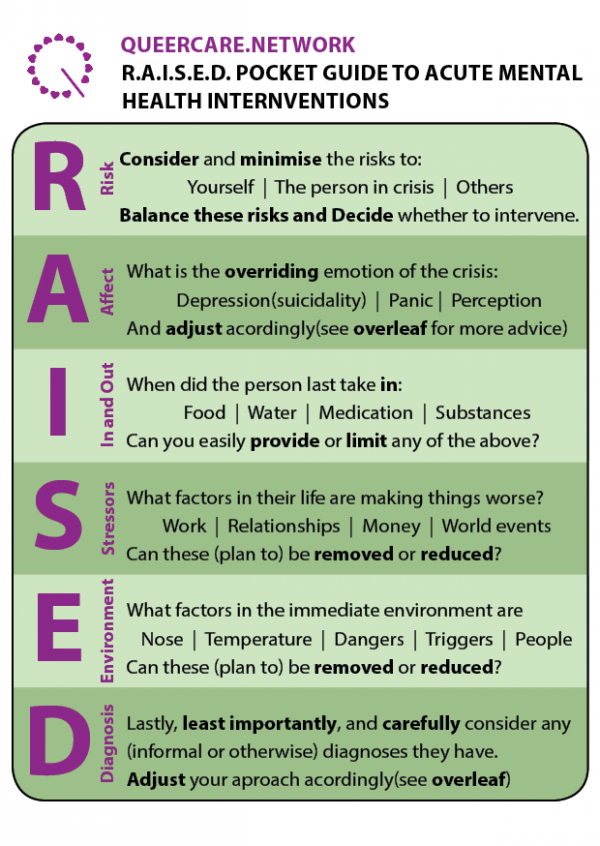 QUEERCARE.NETWORK
R.A.I.S.E.D. POCKET GUIDE TO ACUTE MENTAL
HEALTH INTERNVENTIONS
R
Risk
Consider and minimise the risks to:
Yourself | The person in crisis | Others
Balance these risks and Decide whether to intervene.
A
Affect
What is the overriding emotion of the crisis:
Depression(suicidality) | Panic | Perception
And adjust acordingly(see overleaf for more advice)
I
In and Out
When did the person last take in:
Food | Water | Medication | Substances
Can you easily provide or limit any of the above?
S
Stressors
What factors in their life are making things worse?
Work | Relationships | Money | World events
Can these (plan to) be removed or reduced?
E
Environment
What factors in the immediate environment are
Nose | Temperature | Dangers | Triggers | People
Can these (plan to) be removed or reduced?
D
Diagnosis
Lastly, least importantly, and carefully consider any
(informal or otherwise) diagnoses they have.
Adjust your aproach acordingly(see overleaf)